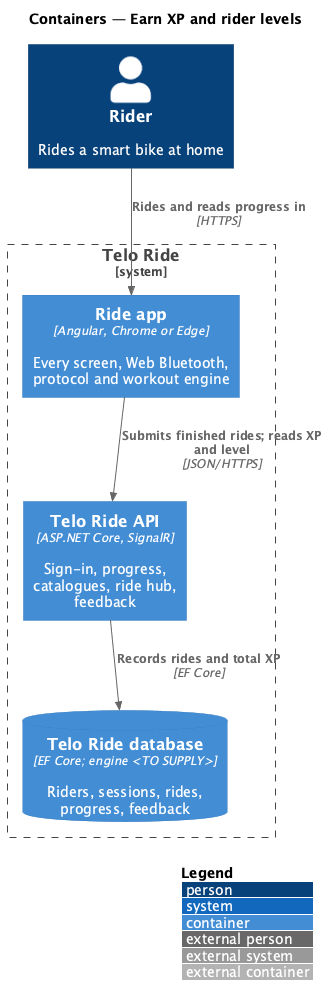 Containers — Earn XP and rider levels
Rider
Rides a smart bike at home
Rides and reads progress in
[HTTPS]
Telo Ride
[system]
Ride app
[Angular, Chrome or Edge]
Every screen, Web Bluetooth,
protocol and workout engine
Submits finished rides; reads XP
and level
[JSON/HTTPS]
Telo Ride API
[ASP.NET Core, SignalR]
Sign-in, progress,
catalogues, ride hub,
feedback
Records rides and total XP
[EF Core]
Telo Ride database
[EF Core; engine <TO SUPPLY>]
Riders, sessions, rides,
progress, feedback
Legend
person
system
container
external person
external system
external container